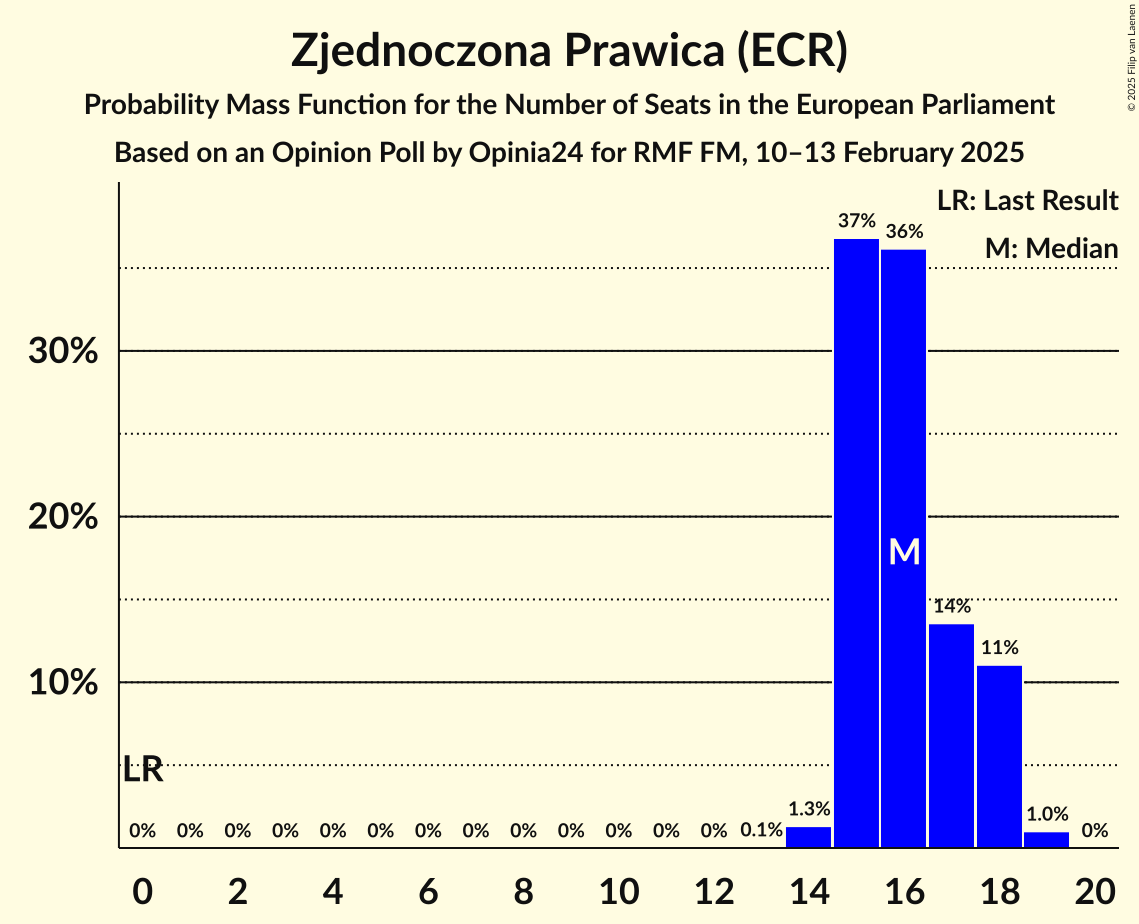 Zjednoczona Prawica (ECR)
Probability Mass Function for the Number of Seats in the European Parliament
Based on an Opinion Poll by Opinia24 for RMF FM, 10–13 February 2025
© 2025 Filip van Laenen
LR: Last Result
M: Median
37%
36%
30%
20%
M
14%
11%
10%
LR
0% 0% 0% 0% 0% 0% 0% 0% 0% 0% 0% 0% 0% 0.1% 1.3% 1.0% 0%
0 2 4 6 8 10 12 14 16 18 20